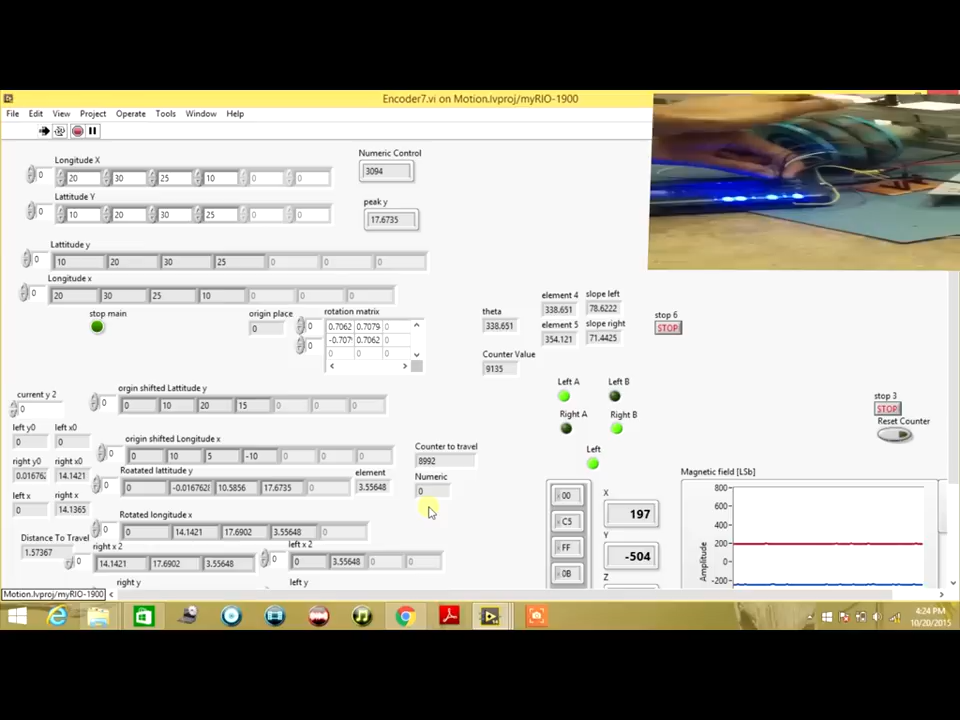 Encoder7.vi on Motion.lvproj/myRIO-1900
File Edit View Project Operate Tools Window Help
Longitude X
0 20 30 25 10 0 0
Numeric Control
3094
Lattitude Y
0 10 20 30 25 0 0
peak y
17.6735
Lattitude y
0 10 20 30 25 0 0 0
Longitude x
0 20 30 25 10 0 0 0
stop main
origin place
0
rotation matrix
0 0.7062 0.7079 0
0 -0.707 0.7062 0
0 0 0
theta
338.651
element 4
338.651
slope left
78.6222
element 5
354.121
slope right
71.4425
stop 6
STOP
Counter Value
9135
Left A Left B
Right A Right B
Left
stop 3
STOP
Reset Counter
current y 2
0
orgin shifted Lattitude y
0 0 10 20 15 0 0 0
left y0 left x0
0 0
right y0 right x0
0.01676 14.1421
left x right x
0 14.1365
origin shifted Longitude x
0 0 10 5 -10 0 0 0
Counter to travel
8992
Numeric
0
Roatated lattitude y
0 0 -0.016762 10.5856 17.6735 0
element
3.55648
Rotated longitude x
0 0 14.1421 17.6902 3.55648 0
Distance To Travel
1.57367
right x 2
0 14.1421 17.6902 3.55648
left x 2
0 0 3.55648 0 0
right y
left y
00
C5
FF
0B
X
197
Y
-504
Z
Magnetic field [LSb]
Amplitude
800
600
400
200
0
-200
Motion.lvproj/myRIO-1900
4:24 PM
10/20/2015